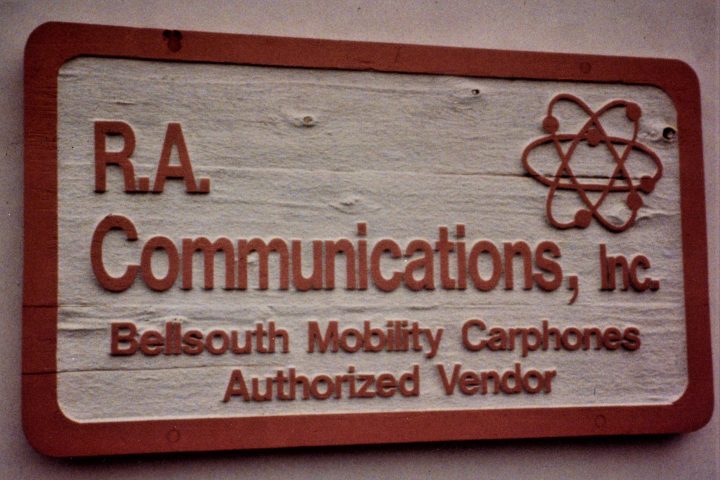 R.A.
Communications, Inc.
Bellsouth Mobility Carphones
Authorized Vendor